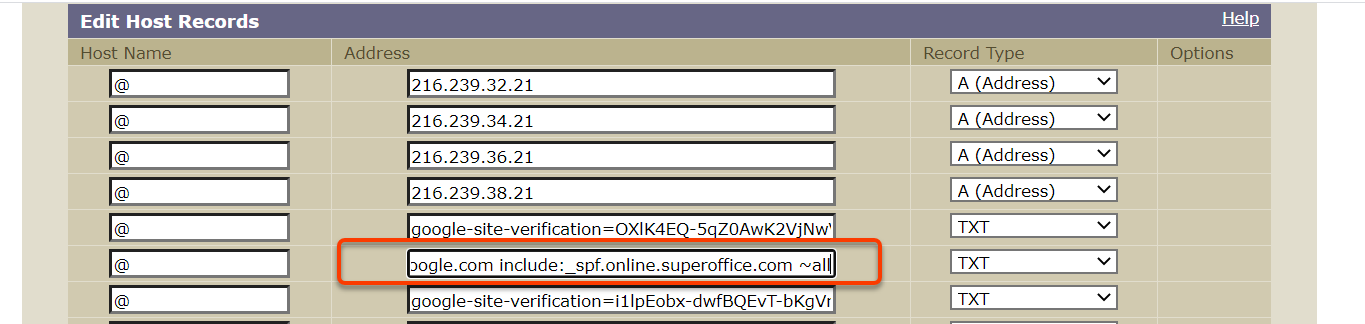 Edit Host Records Help
Host Name Address Record Type Options
@ 216.239.32.21 A (Address)
@ 216.239.34.21 A (Address)
@ 216.239.36.21 A (Address)
@ 216.239.38.21 A (Address)
@ google-site-verification=OXlK4EQ-5qZ0AwK2VjNw TXT
@ oogle.com include:_spf.online.superoffice.com ~all TXT
@ google-site-verification=i1lpEobx-dwfBQEvT-bKgVr TXT